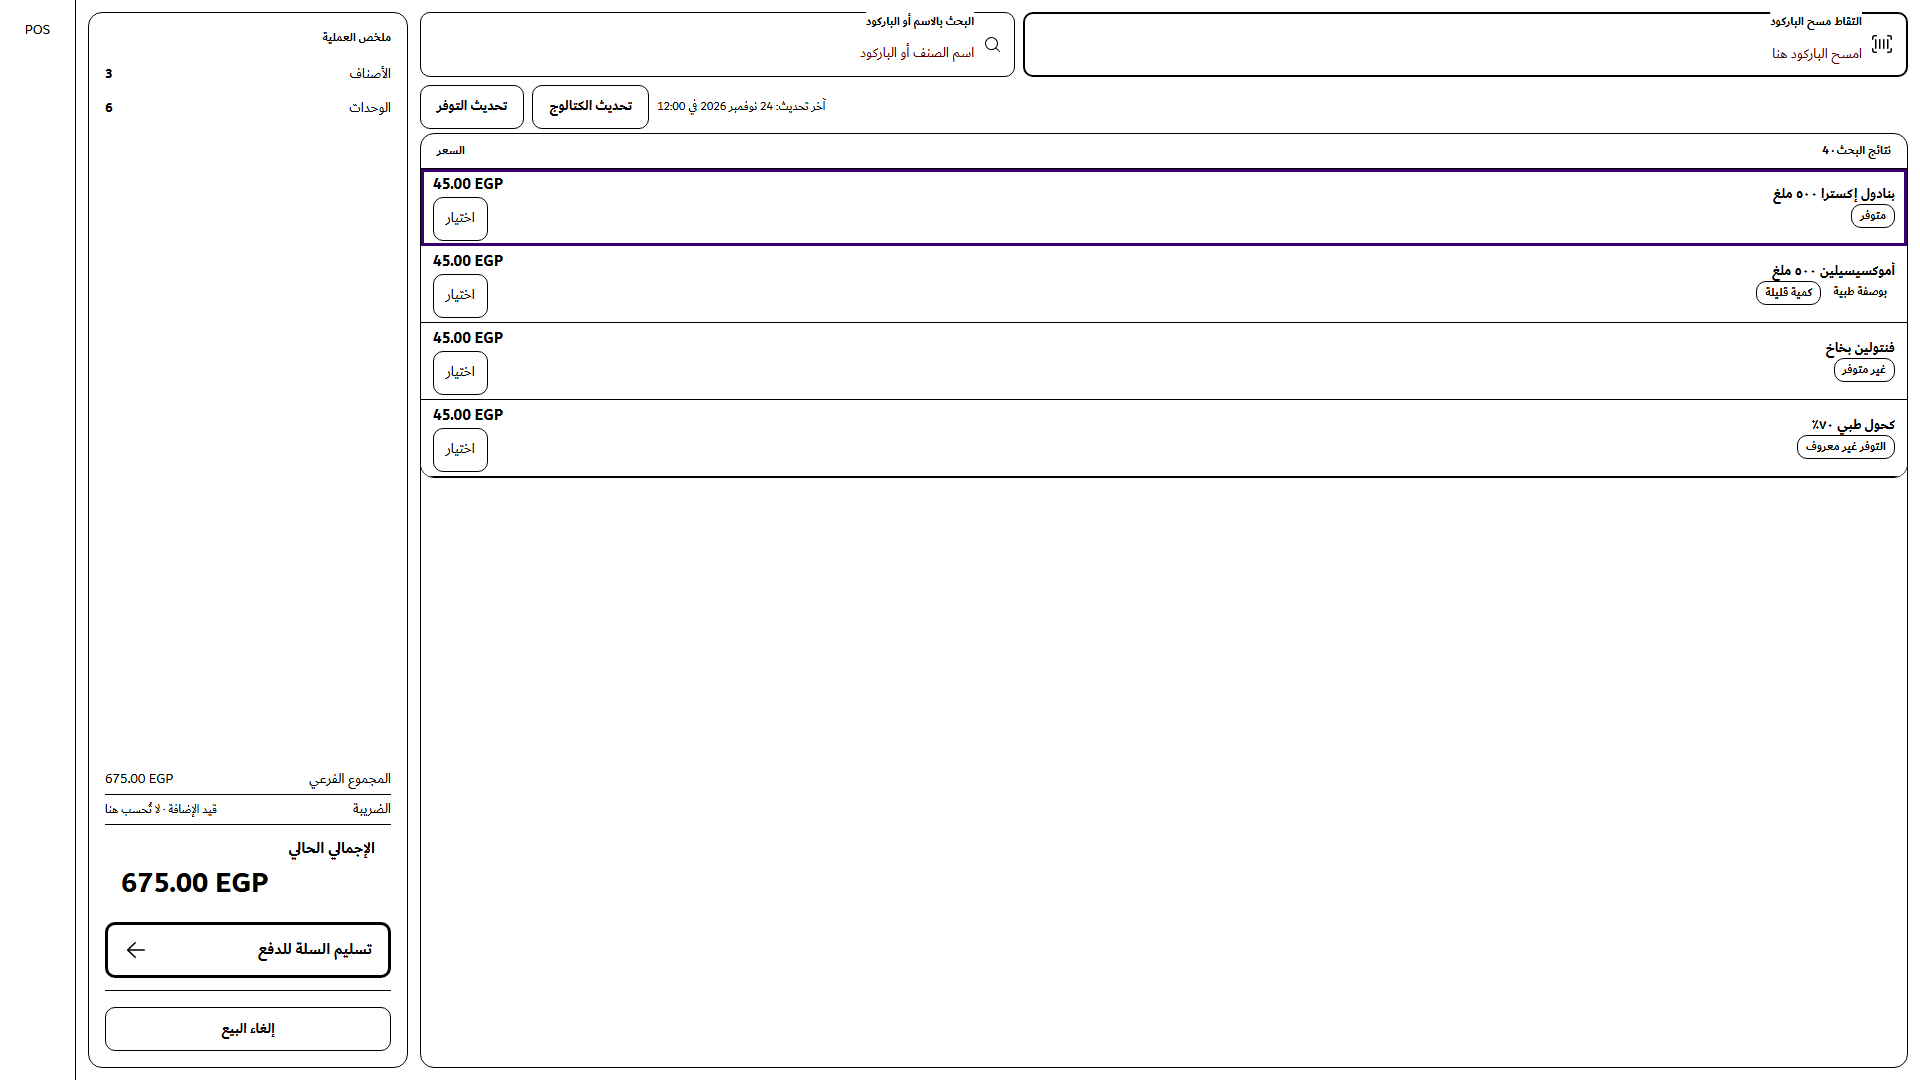 التقاط مسح الباركود
امسح الباركود هنا
البحث بالاسم أو الباركود
اسم الصنف أو الباركود
آخر تحديث: 24 نوفمبر 2026 في 12:00
تحديث الكتالوج
تحديث التوفر
نتائج البحث · 4
السعر
بنادول إكسترا ٥٠٠ ملغ
متوفر
45.00 EGP
اختيار
أموكسيسيلين ٥٠٠ ملغ
بوصفة طبية
كمية قليلة
45.00 EGP
اختيار
فنتولين بخاخ
غير متوفر
45.00 EGP
اختيار
كحول طبي ٧٠٪
التوفر غير معروف
45.00 EGP
اختيار
ملخص العملية
الأصناف 3
الوحدات 6
المجموع الفرعي 675.00 EGP
الضريبة قيد الإضافة · لا تُحسب هنا
الإجمالي الحالي
675.00 EGP
تسليم السلة للدفع
إلغاء البيع
POS